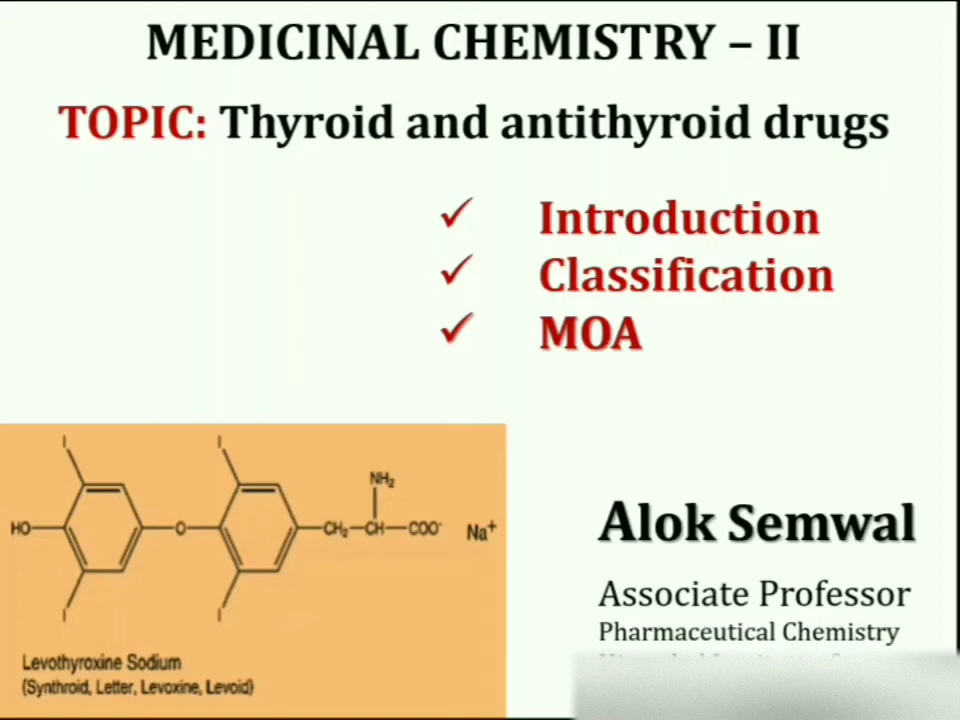 MEDICINAL CHEMISTRY – II
TOPIC: Thyroid and antithyroid drugs
✓ Introduction
✓ Classification
✓ MOA
I I
NH₂
HO O CH₂ CH COO⁻ Na⁺
I I
Levothyroxine Sodium
(Synthroid, Letter, Levoxine, Levoid)
Alok Semwal
Associate Professor
Pharmaceutical Chemistry